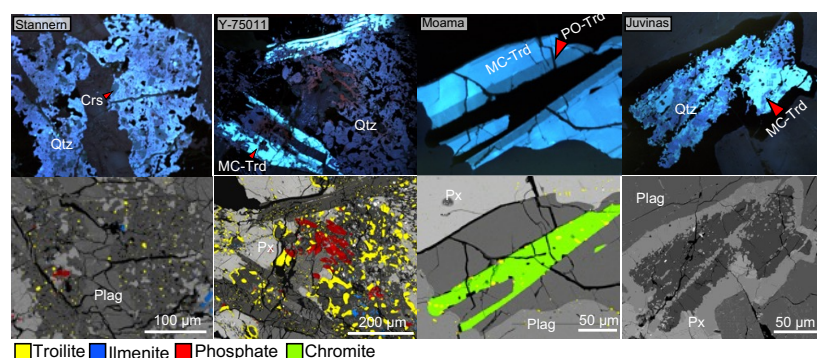 Stannern
Crs
Qtz
Y-75011
Qtz
MC-Trd
Moama
MC-Trd
PO-Trd
Juvinas
Qtz
MC-Trd
Plag
100 µm
Px
200 µm
Px
Plag
50 µm
Plag
Px
50 µm
Troilite Ilmenite Phosphate Chromite